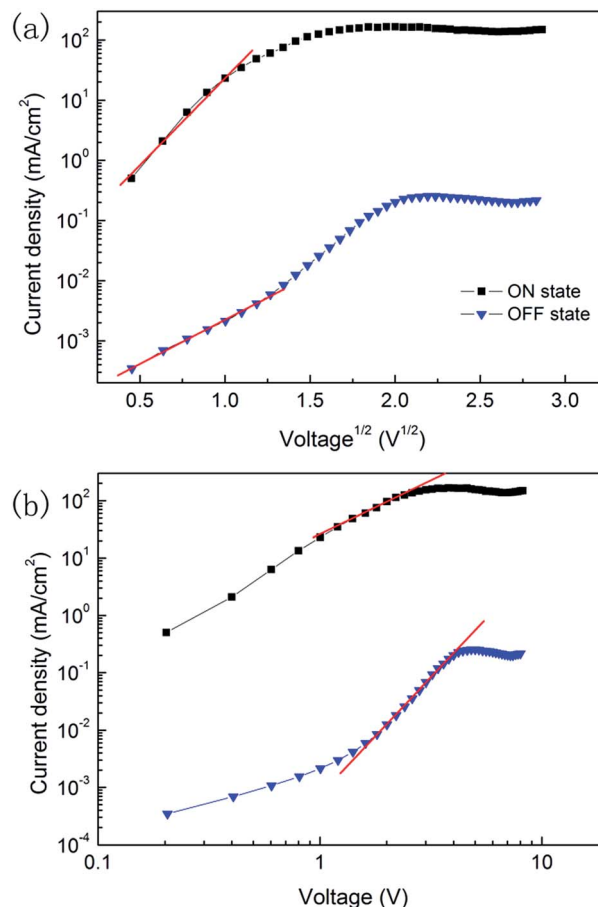 (a)
10^2
10^1
10^0
10^-1
10^-2
10^-3
Current density (mA/cm^2)
ON state
OFF state
0.5 1.0 1.5 2.0 2.5 3.0
Voltage^1/2 (V^1/2)
(b)
10^2
10^1
10^0
10^-1
10^-2
10^-3
10^-4
Current density (mA/cm^2)
0.1 1 10
Voltage (V)